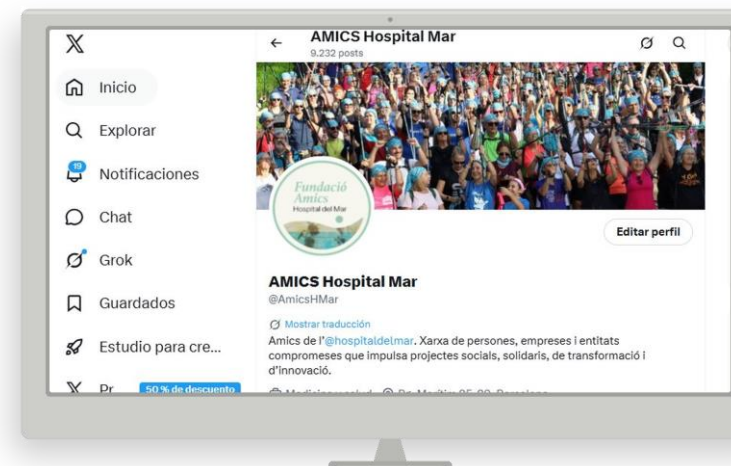 AMICS Hospital Mar
9.232 posts
Inicio
Explorar
19
Notificaciones
Chat
Grok
Guardados
Estudio para cre...
Pr
50 % de descuento
Fundació
Amics
Hospital del Mar
Editar perfil
AMICS Hospital Mar
@AmicsHMar
Mostrar traducción
Amics de l'@hospitaldelmar. Xarxa de persones, empreses i entitats
compromeses que impulsa projectes socials, solidaris, de transformació i
d'innovació.